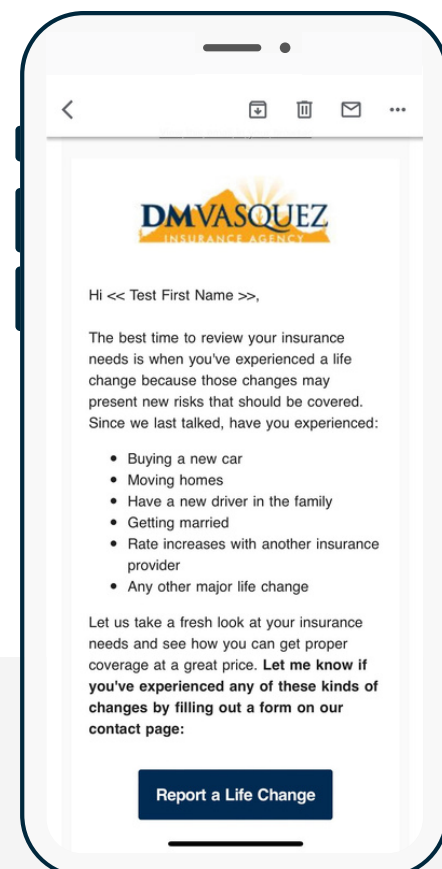 DMVASQUEZ
INSURANCE AGENCY
Hi << Test First Name >>,
The best time to review your insurance
needs is when you've experienced a life
change because those changes may
present new risks that should be covered.
Since we last talked, have you experienced:
• Buying a new car
• Moving homes
• Have a new driver in the family
• Getting married
• Rate increases with another insurance
provider
• Any other major life change
Let us take a fresh look at your insurance
needs and see how you can get proper
coverage at a great price. Let me know if
you've experienced any of these kinds of
changes by filling out a form on our
contact page:
Report a Life Change